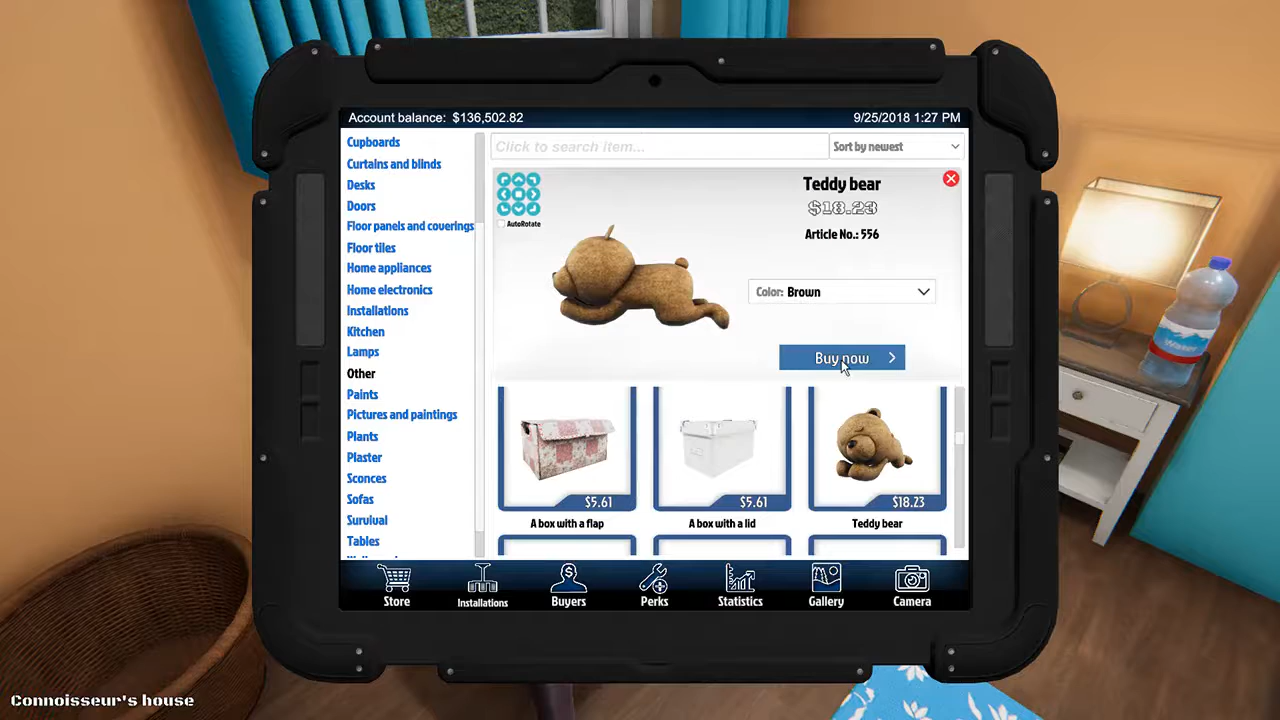 Account balance: $136,502.82
9/25/2018 1:27 PM
Cupboards
Curtains and blinds
Desks
Doors
Floor panels and coverings
Floor tiles
Home appliances
Home electronics
Installations
Kitchen
Lamps
Other
Paints
Pictures and paintings
Plants
Plaster
Sconces
Sofas
Survival
Tables
Click to search item...
Sort by newest
AutoRotate
Teddy bear
$18.23
Article No.: 556
Color: Brown
Buy now
$5.61
$5.61
$18.23
A box with a flap
A box with a lid
Teddy bear
Store
Installations
Buyers
Perks
Statistics
Gallery
Camera
Water
Connoisseur's house